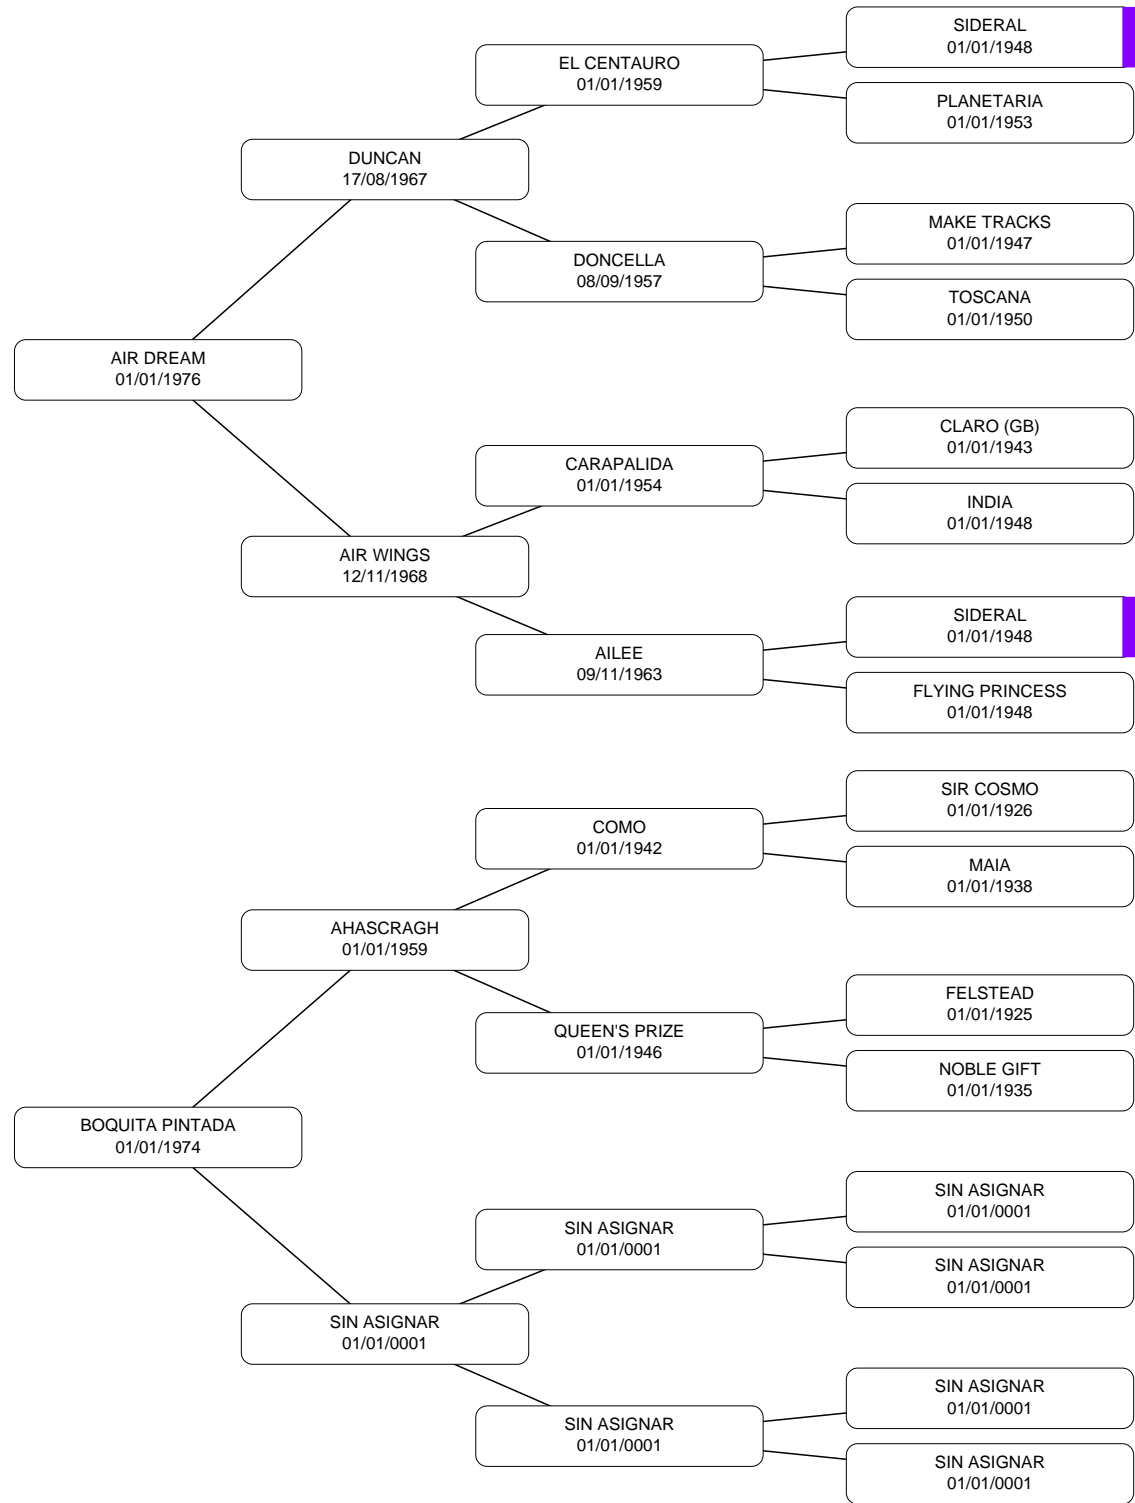 SIDERAL
01/01/1948
EL CENTAURO
01/01/1959
PLANETARIA
01/01/1953
DUNCAN
17/08/1967
MAKE TRACKS
01/01/1947
DONCELLA
08/09/1957
TOSCANA
01/01/1950
AIR DREAM
01/01/1976
CLARO (GB)
01/01/1943
CARAPALIDA
01/01/1954
INDIA
01/01/1948
AIR WINGS
12/11/1968
SIDERAL
01/01/1948
AILEE
09/11/1963
FLYING PRINCESS
01/01/1948
SIR COSMO
01/01/1926
COMO
01/01/1942
MAIA
01/01/1938
AHASCRAGH
01/01/1959
FELSTEAD
01/01/1925
QUEEN'S PRIZE
01/01/1946
NOBLE GIFT
01/01/1935
BOQUITA PINTADA
01/01/1974
SIN ASIGNAR
01/01/0001
SIN ASIGNAR
01/01/0001
SIN ASIGNAR
01/01/0001
SIN ASIGNAR
01/01/0001
SIN ASIGNAR
01/01/0001
SIN ASIGNAR
01/01/0001
SIN ASIGNAR
01/01/0001